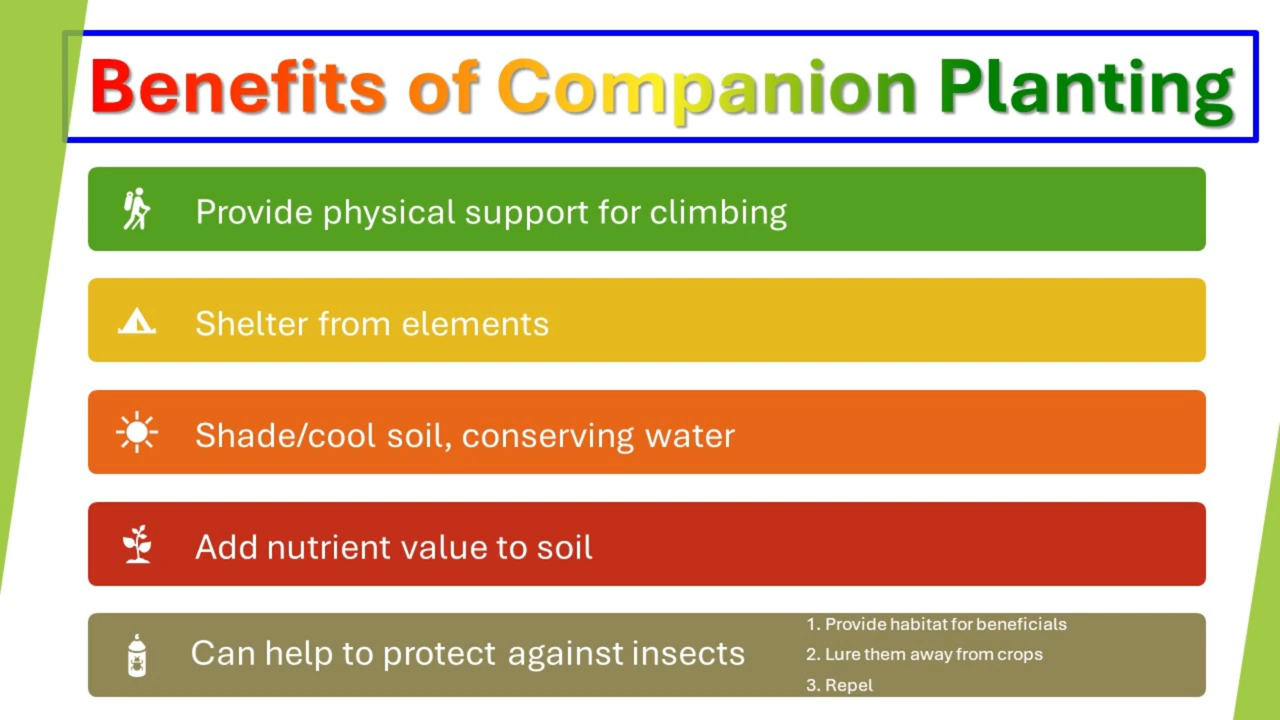 Benefits of Companion Planting
Provide physical support for climbing
Shelter from elements
Shade/cool soil, conserving water
Add nutrient value to soil
Can help to protect against insects
1. Provide habitat for beneficials
2. Lure them away from crops
3. Repel